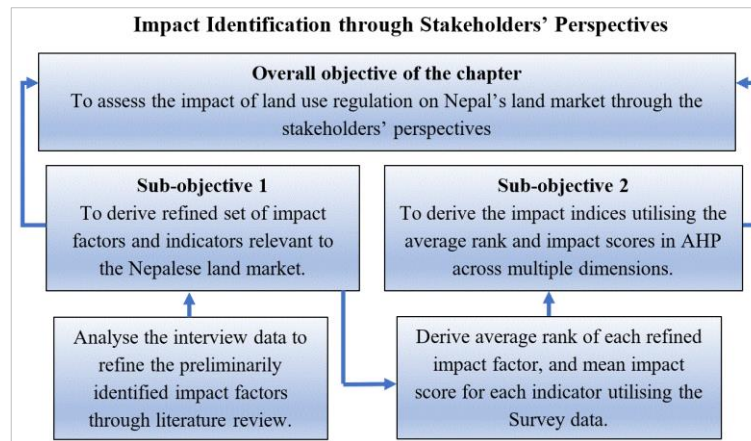 Impact Identification through Stakeholders' Perspectives
Overall objective of the chapter
To assess the impact of land use regulation on Nepal's land market through the
stakeholders' perspectives
Sub-objective 1
To derive refined set of impact
factors and indicators relevant to
the Nepalese land market.
Sub-objective 2
To derive the impact indices utilising the
average rank and impact scores in AHP
across multiple dimensions.
Analyse the interview data to
refine the preliminarily
identified impact factors
through literature review.
Derive average rank of each refined
impact factor, and mean impact
score for each indicator utilising the
Survey data.